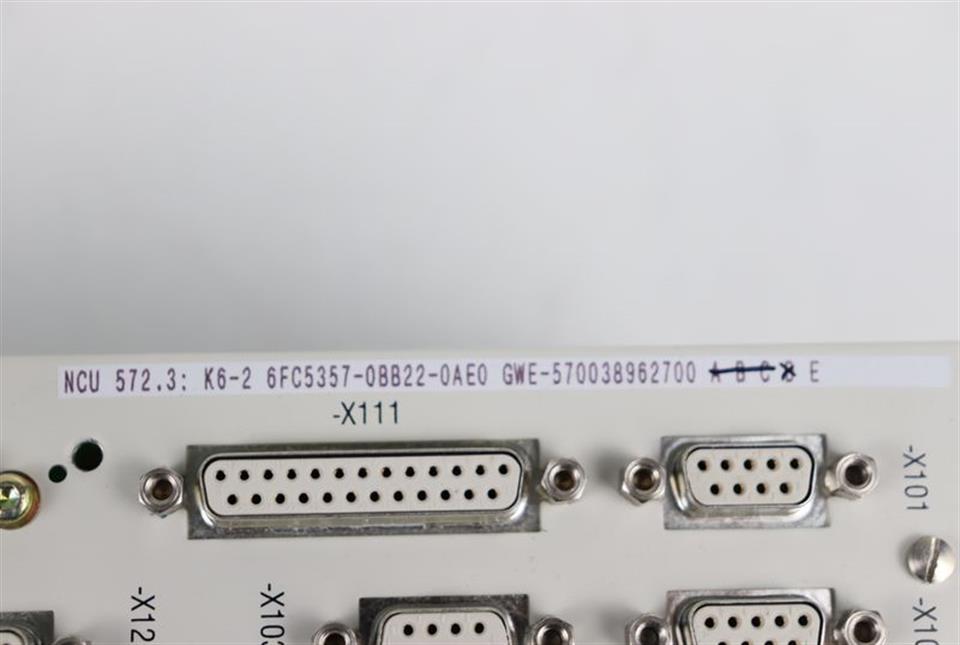 NCU 572.3: K6-2 6FC5357-0BB22-0AE0 GWE-570038962700 A B C D E
-X111
-X101